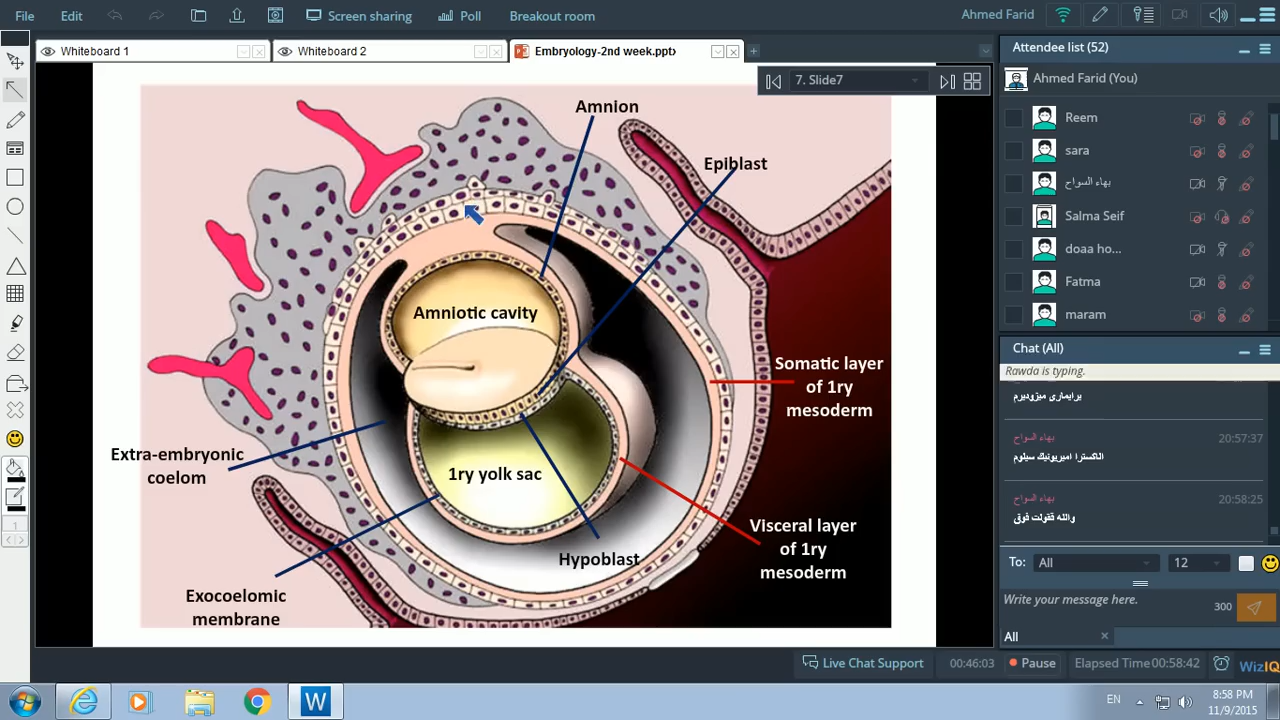 File
Edit
Screen sharing
Poll
Breakout room
Ahmed Farid
Whiteboard 1
Whiteboard 2
Embryology-2nd week.pptx
7. Slide7
Amnion
Epiblast
Amniotic cavity
Somatic layer
of 1ry
mesoderm
Extra-embryonic
coelom
1ry yolk sac
Visceral layer
of 1ry
mesoderm
Hypoblast
Exocoelomic
membrane
Attendee list (52)
Ahmed Farid (You)
Reem
sara
بهاء السواح
Salma Seif
doaa ho...
Fatma
maram
Chat (All)
Rawda is typing.
برايمارى ميزوديرم
بهاء السواح
20:57:37
الاكسترا امبريونيك سيلوم
بهاء السواح
20:58:25
والله فقولت فوق
To:
All
12
Write your message here.
300
All
Live Chat Support
00:46:03
Pause
Elapsed Time 00:58:42
WizIQ
1
W
EN
8:58 PM
11/9/2015